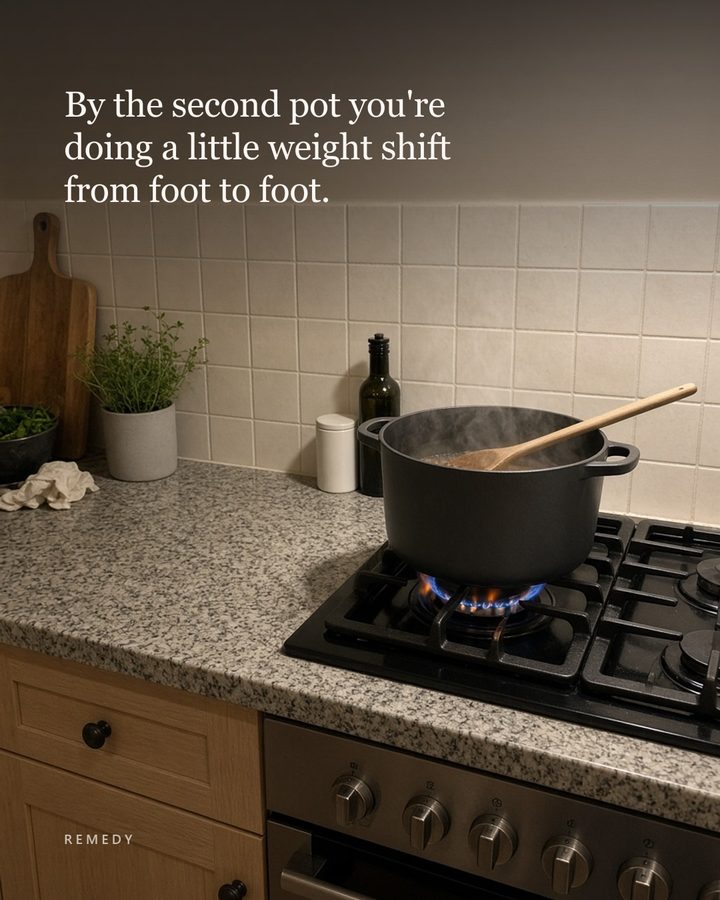 By the second pot you're
doing a little weight shift
from foot to foot.
REMEDY